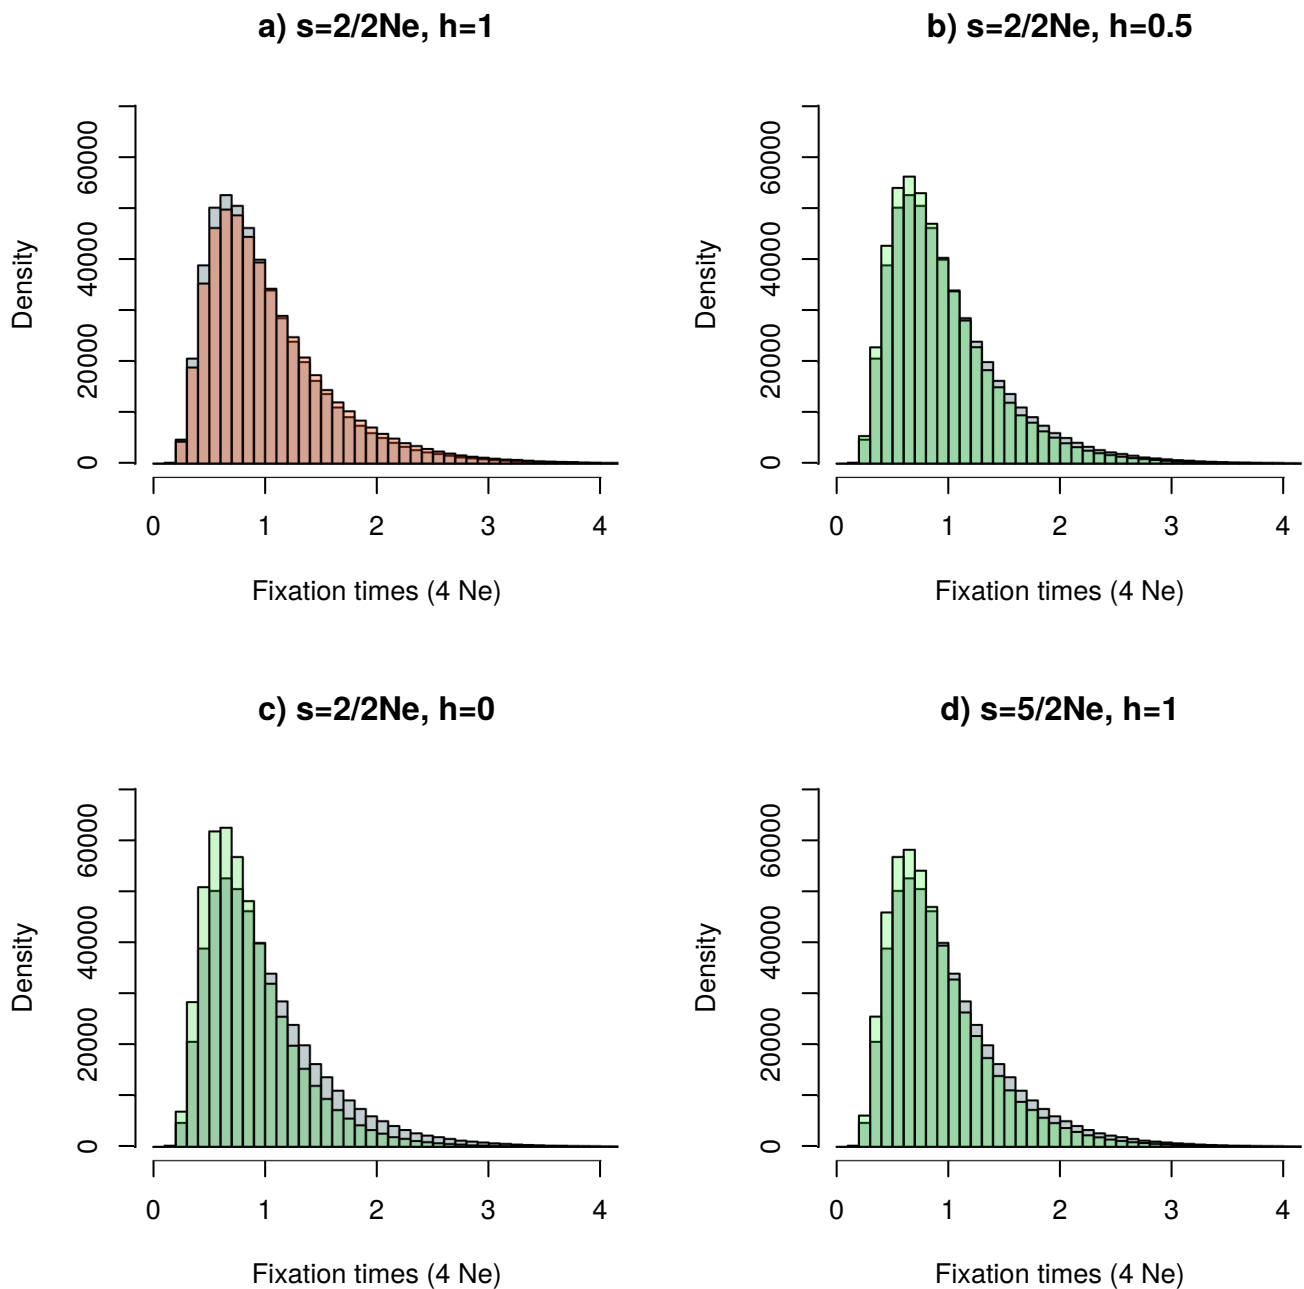 a) s=2/2Ne, h=1
Density
60000
40000
20000
0
0 1 2 3 4
Fixation times (4 Ne)
b) s=2/2Ne, h=0.5
Density
60000
40000
20000
0
0 1 2 3 4
Fixation times (4 Ne)
c) s=2/2Ne, h=0
Density
60000
40000
20000
0
0 1 2 3 4
Fixation times (4 Ne)
d) s=5/2Ne, h=1
Density
60000
40000
20000
0
0 1 2 3 4
Fixation times (4 Ne)